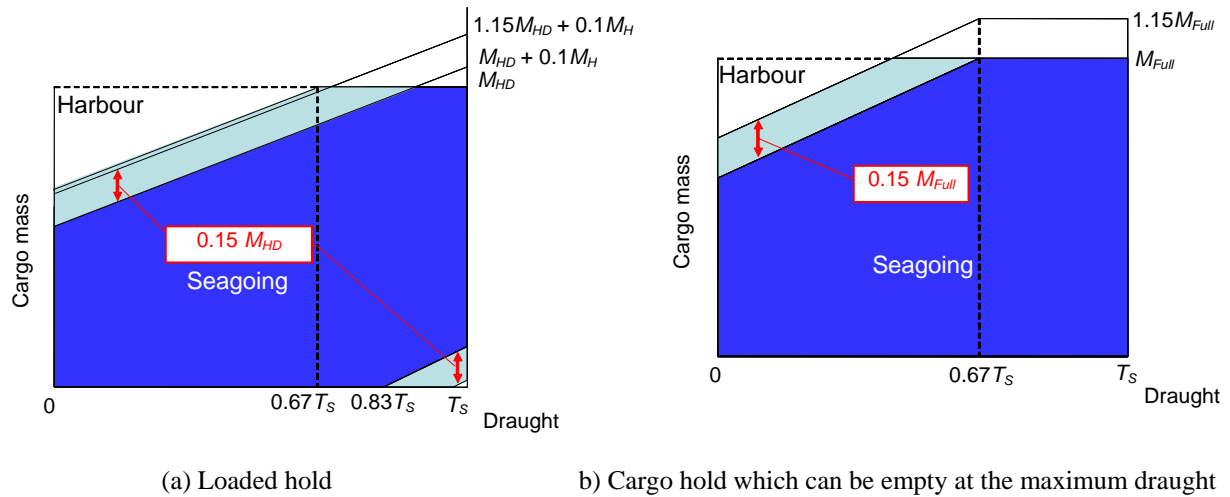 1.15M_HD + 0.1M_H
M_HD + 0.1M_H
M_HD
Harbour
Cargo mass
0.15 M_HD
Seagoing
0
0.67T_S
0.83T_S
T_S
Draught
(a) Loaded hold
1.15M_Full
M_Full
Harbour
Cargo mass
0.15 M_Full
Seagoing
0
0.67T_S
T_S
Draught
b) Cargo hold which can be empty at the maximum draught